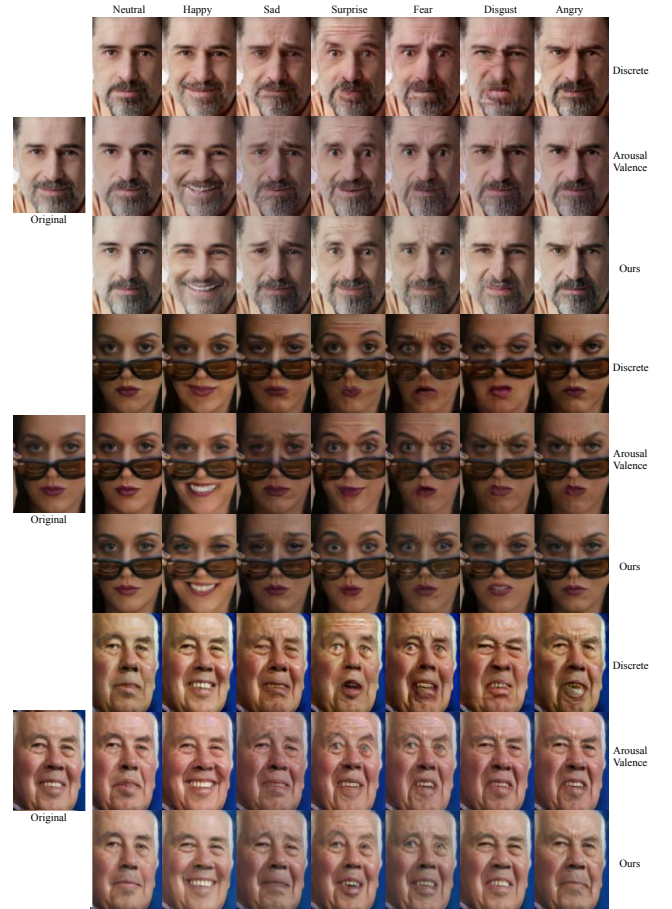 Neutral Happy Sad Surprise Fear Disgust Angry
Discrete
Arousal
Valence
Original
Ours
Discrete
Arousal
Valence
Original
Ours
Discrete
Arousal
Valence
Original
Ours